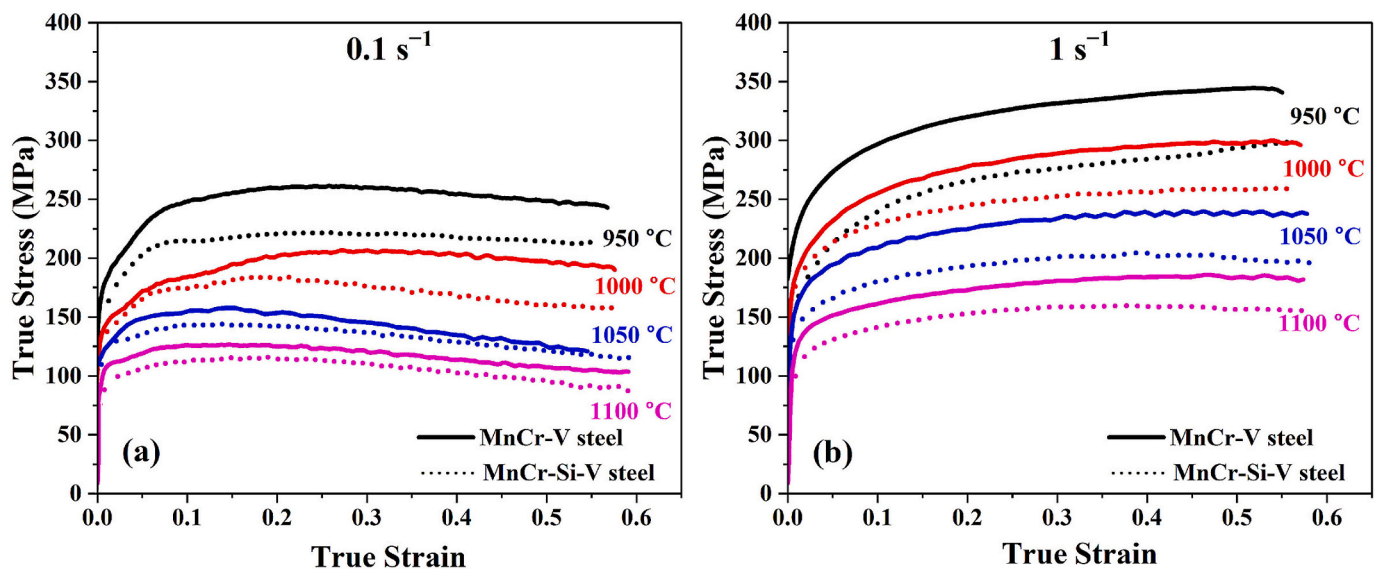 0.1 s⁻¹
True Stress (MPa)
400
350
300
250
200
150
100
50
0
950 °C
1000 °C
1050 °C
1100 °C
(a)
MnCr-V steel
MnCr-Si-V steel
0.0 0.1 0.2 0.3 0.4 0.5 0.6
True Strain
1 s⁻¹
True Stress (MPa)
400
350
300
250
200
150
100
50
0
950 °C
1000 °C
1050 °C
1100 °C
(b)
MnCr-V steel
MnCr-Si-V steel
0.0 0.1 0.2 0.3 0.4 0.5 0.6
True Strain